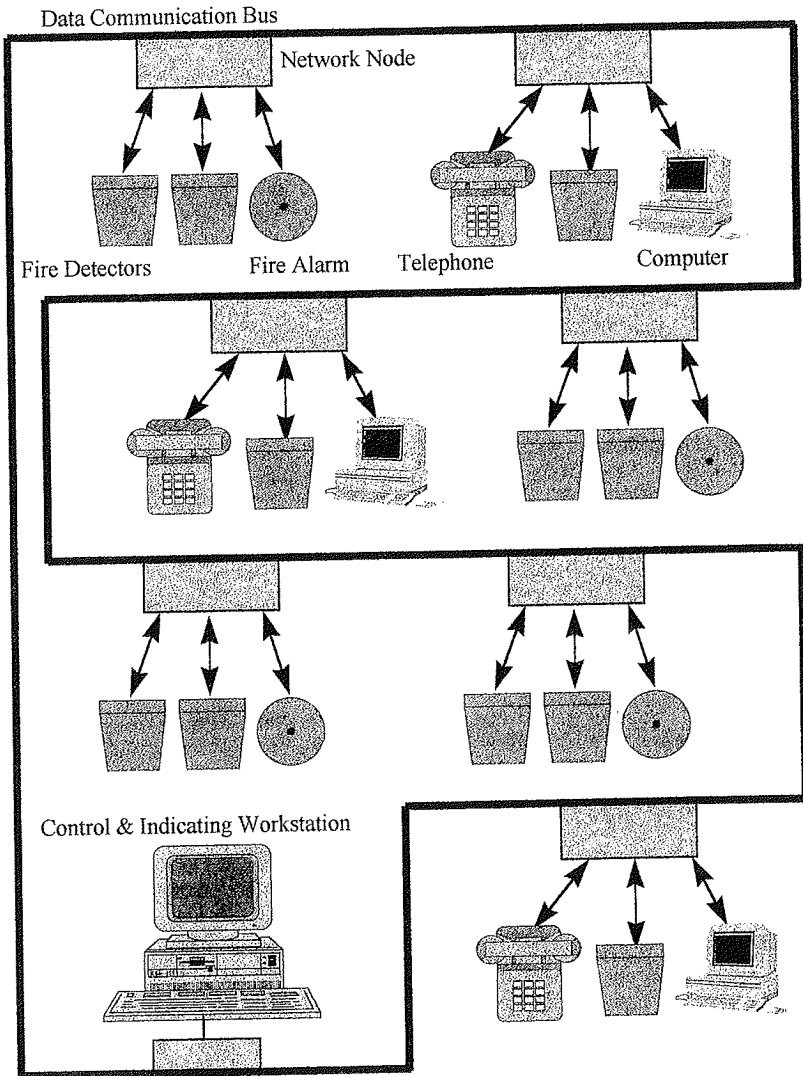 Data Communication Bus
Network Node
Fire Detectors
Fire Alarm
Telephone
Computer
Control & Indicating Workstation